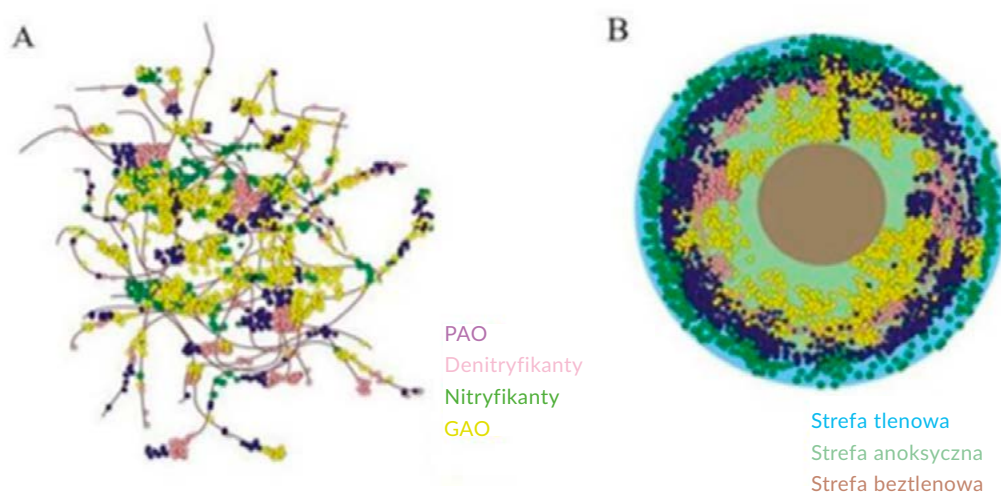 A
B
PAO
Denitryfikanty
Nitryfikanty
GAO
Strefa tlenowa
Strefa anoksyczna
Strefa beztlenowa